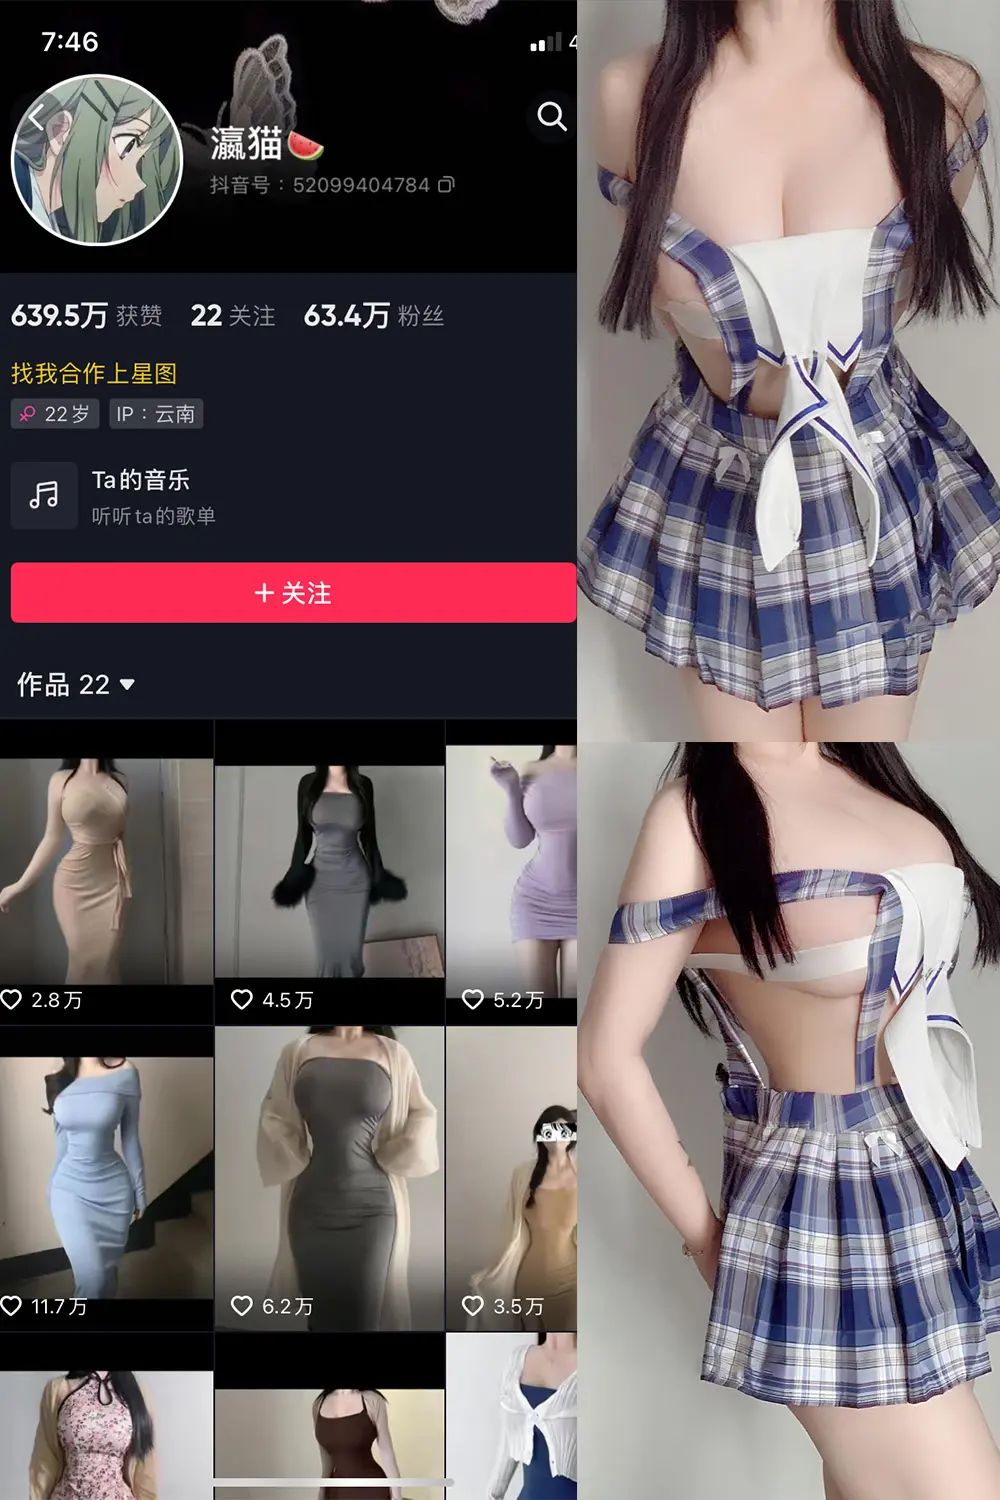 7:46
4
瀛猫🍉
抖音号：52099404784
639.5万 获赞 22 关注 63.4万 粉丝
找我合作上星图
22岁 IP：云南
Ta的音乐
听听ta的歌单
+ 关注
作品 22
2.8万 4.5万 5.2万
11.7万 6.2万 3.5万